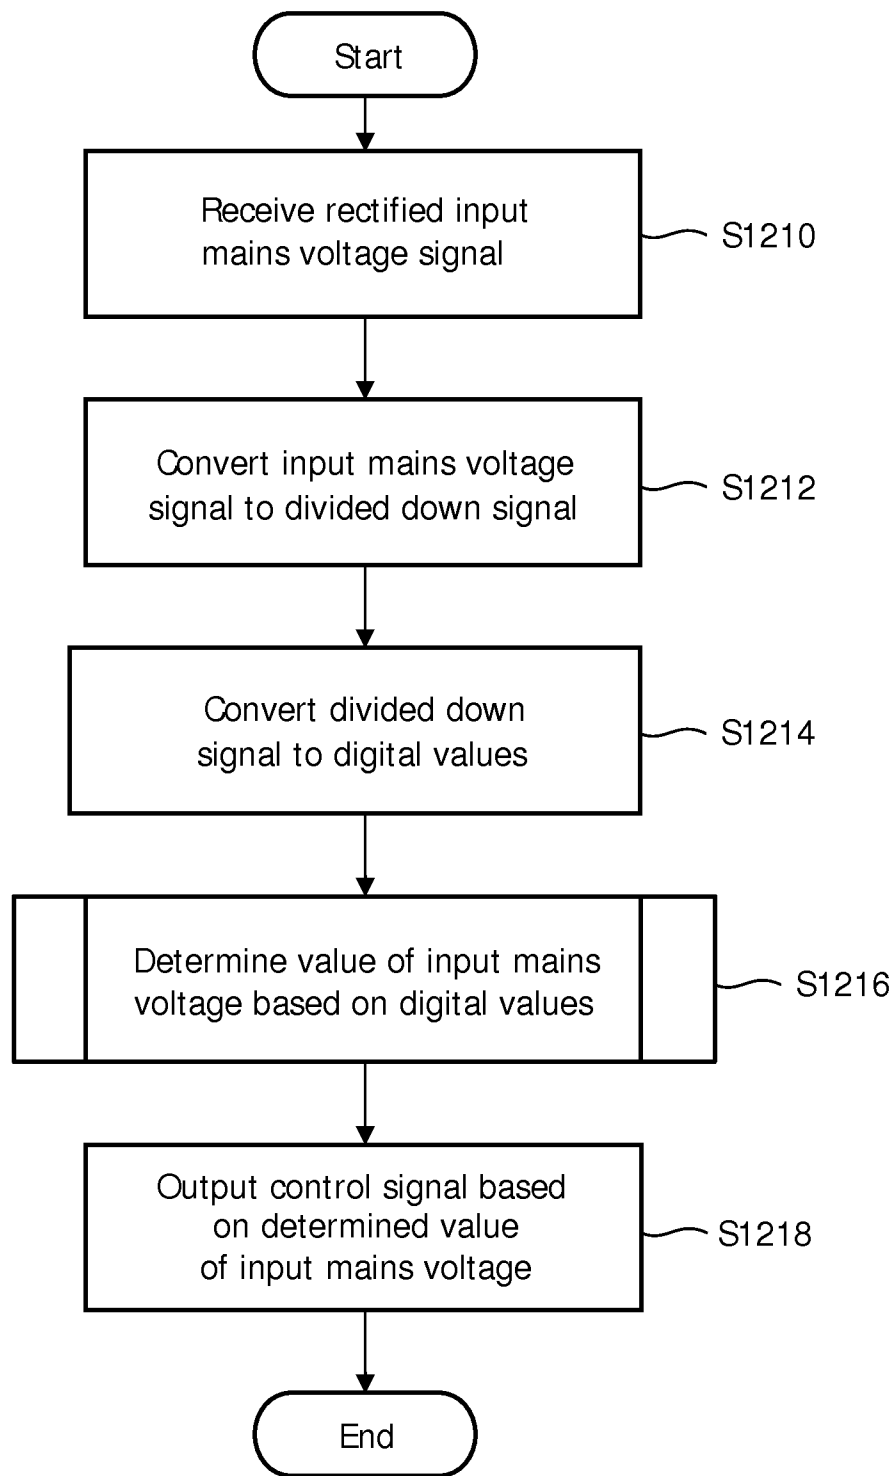 Start
Receive rectified input
mains voltage signal
S1210
Convert input mains voltage
signal to divided down signal
S1212
Convert divided down
signal to digital values
S1214
Determine value of input mains
voltage based on digital values
S1216
Output control signal based
on determined value
of input mains voltage
S1218
End